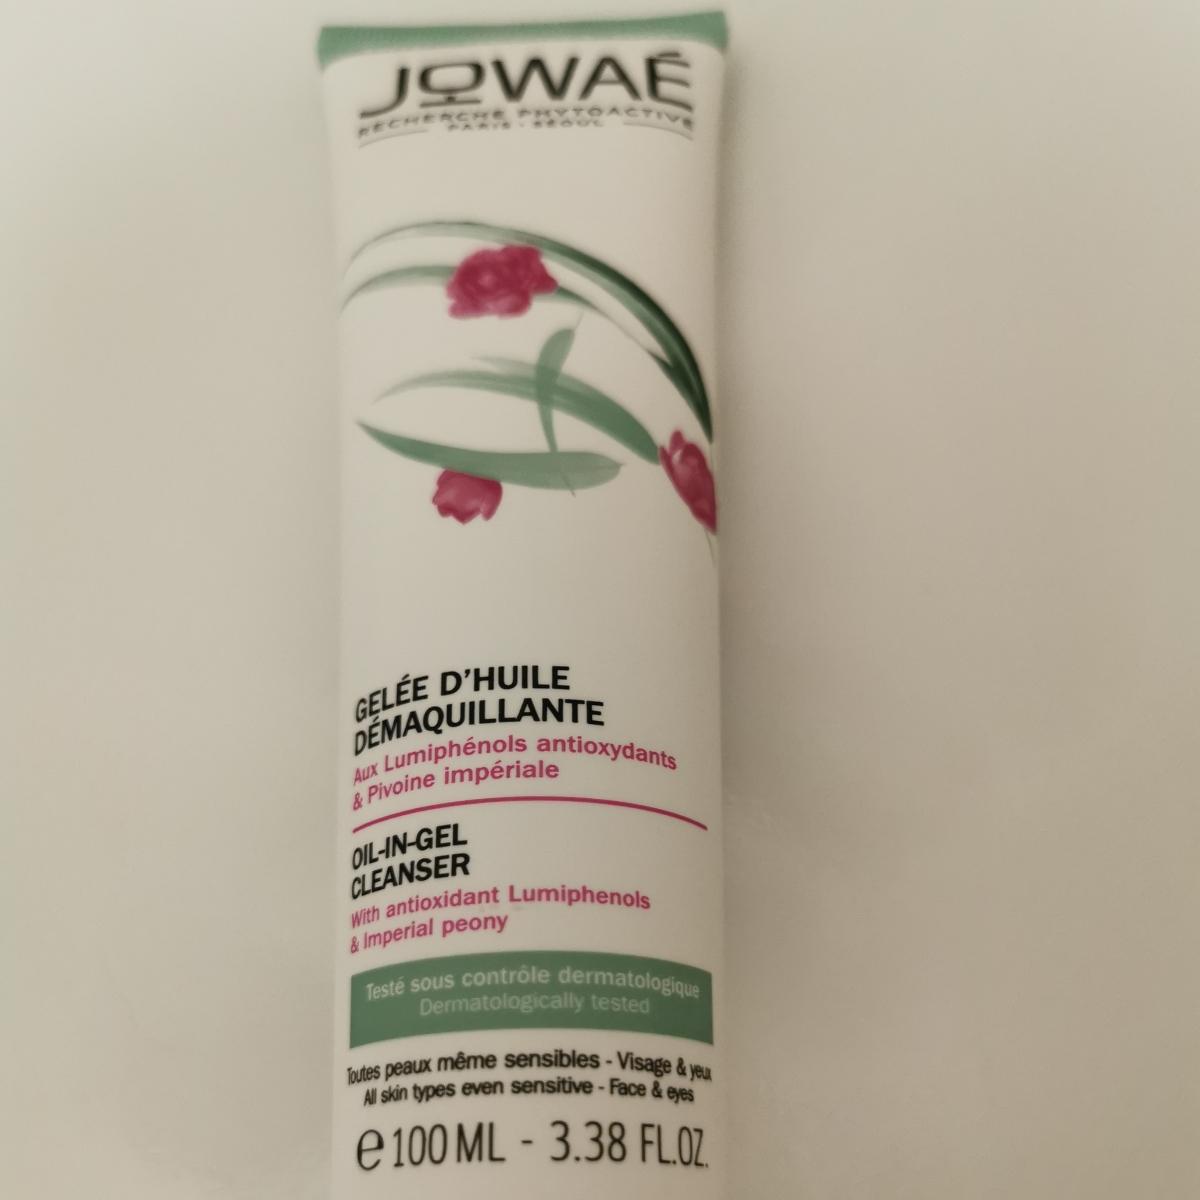 JOWAÉ
RECHERCHE PHYTOACTIVE
PARIS - SÉOUL
GELÉE D'HUILE
DÉMAQUILLANTE
Aux Lumiphénols antioxydants
& Pivoine impériale
OIL-IN-GEL
CLEANSER
With antioxidant Lumiphenols
& Imperial peony
Testé sous contrôle dermatologique
Dermatologically tested
Toutes peaux même sensibles - Visage & yeux
All skin types even sensitive - Face & eyes
e 100 ML - 3.38 FL.OZ.